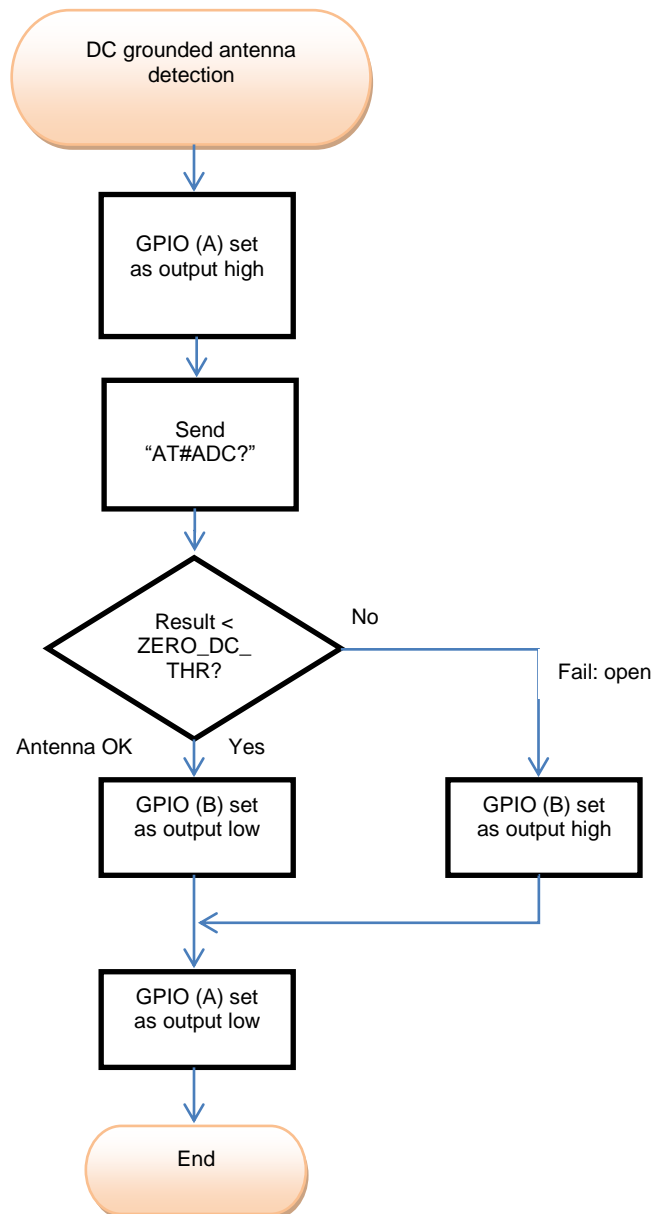 DC grounded antenna
detection
GPIO (A) set
as output high
Send
“AT#ADC?”
Result <
ZERO_DC_
THR?
No
Fail: open
Antenna OK
Yes
GPIO (B) set
as output low
GPIO (B) set
as output high
GPIO (A) set
as output low
End